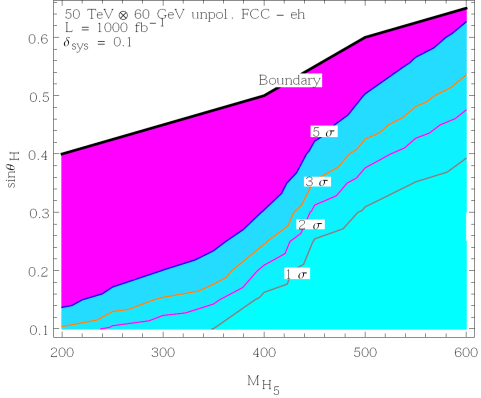 50 TeV ⊗ 60 GeV unpol. FCC - eh
L = 1000 fb⁻¹
δsys = 0.1
0.6
0.5
0.4
0.3
0.2
0.1
sinθH
Boundary
5 σ
3 σ
2 σ
1 σ
200 300 400 500 600
MH5